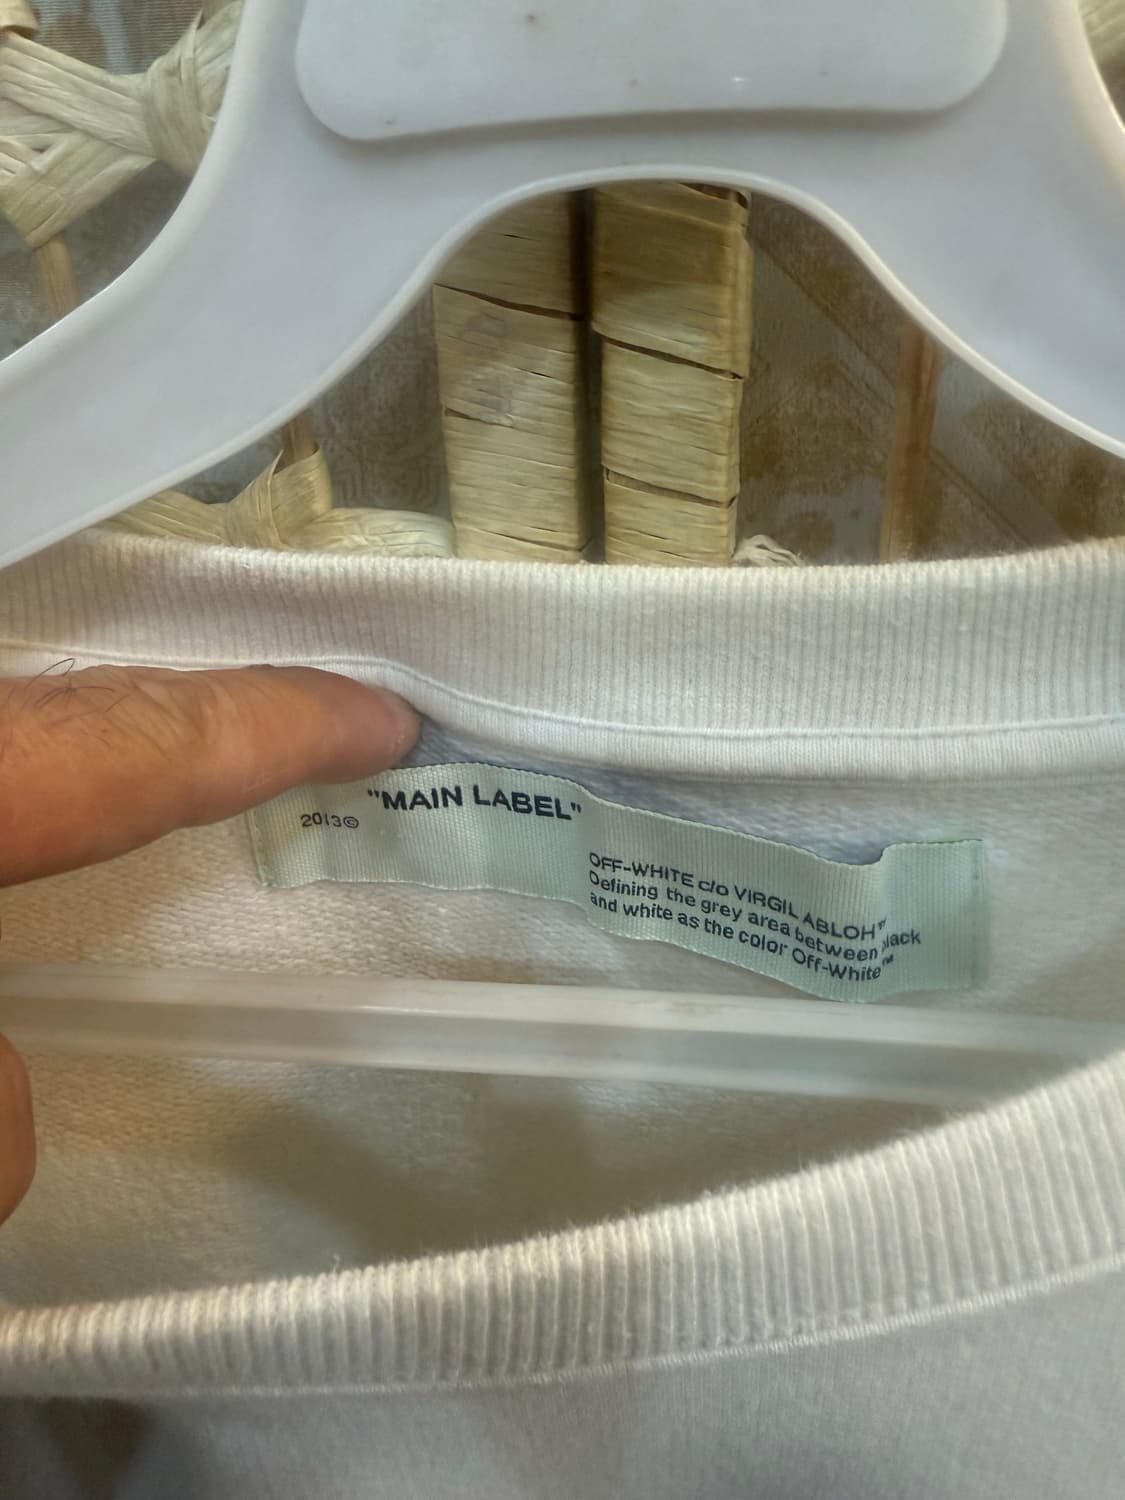 "MAIN LABEL"
2013©
OFF-WHITE c/o VIRGIL ABLOH™
Defining the grey area between black
and white as the color Off-White™